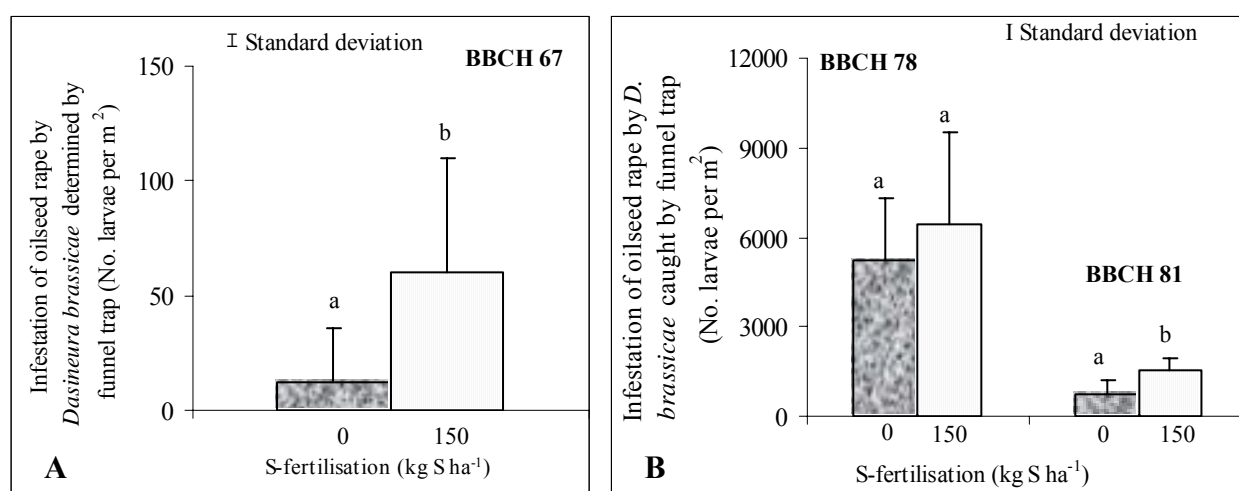 I Standard deviation
BBCH 67
Infestation of oilseed rape by
Dasineura brassicae determined by
funnel trap (No. larvae per m²)
150
100
50
0
a
b
0 150
S-fertilisation (kg S ha⁻¹)
A
I Standard deviation
BBCH 78
BBCH 81
Infestation of oilseed rape by D.
brassicae caught by funnel trap
(No. larvae per m²)
12000
9000
6000
3000
0
a
a
a
b
0 150 0 150
S-fertilisation (kg S ha⁻¹)
B